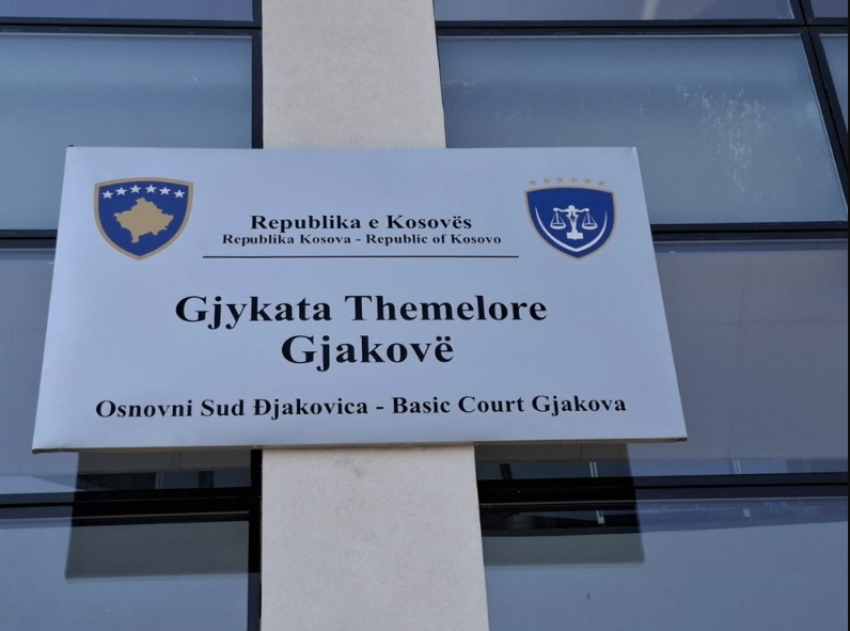 Republika e Kosovës
Republika Kosova - Republic of Kosovo
Gjykata Themelore
Gjakovë
Osnovni Sud Đjakovica - Basic Court Gjakova